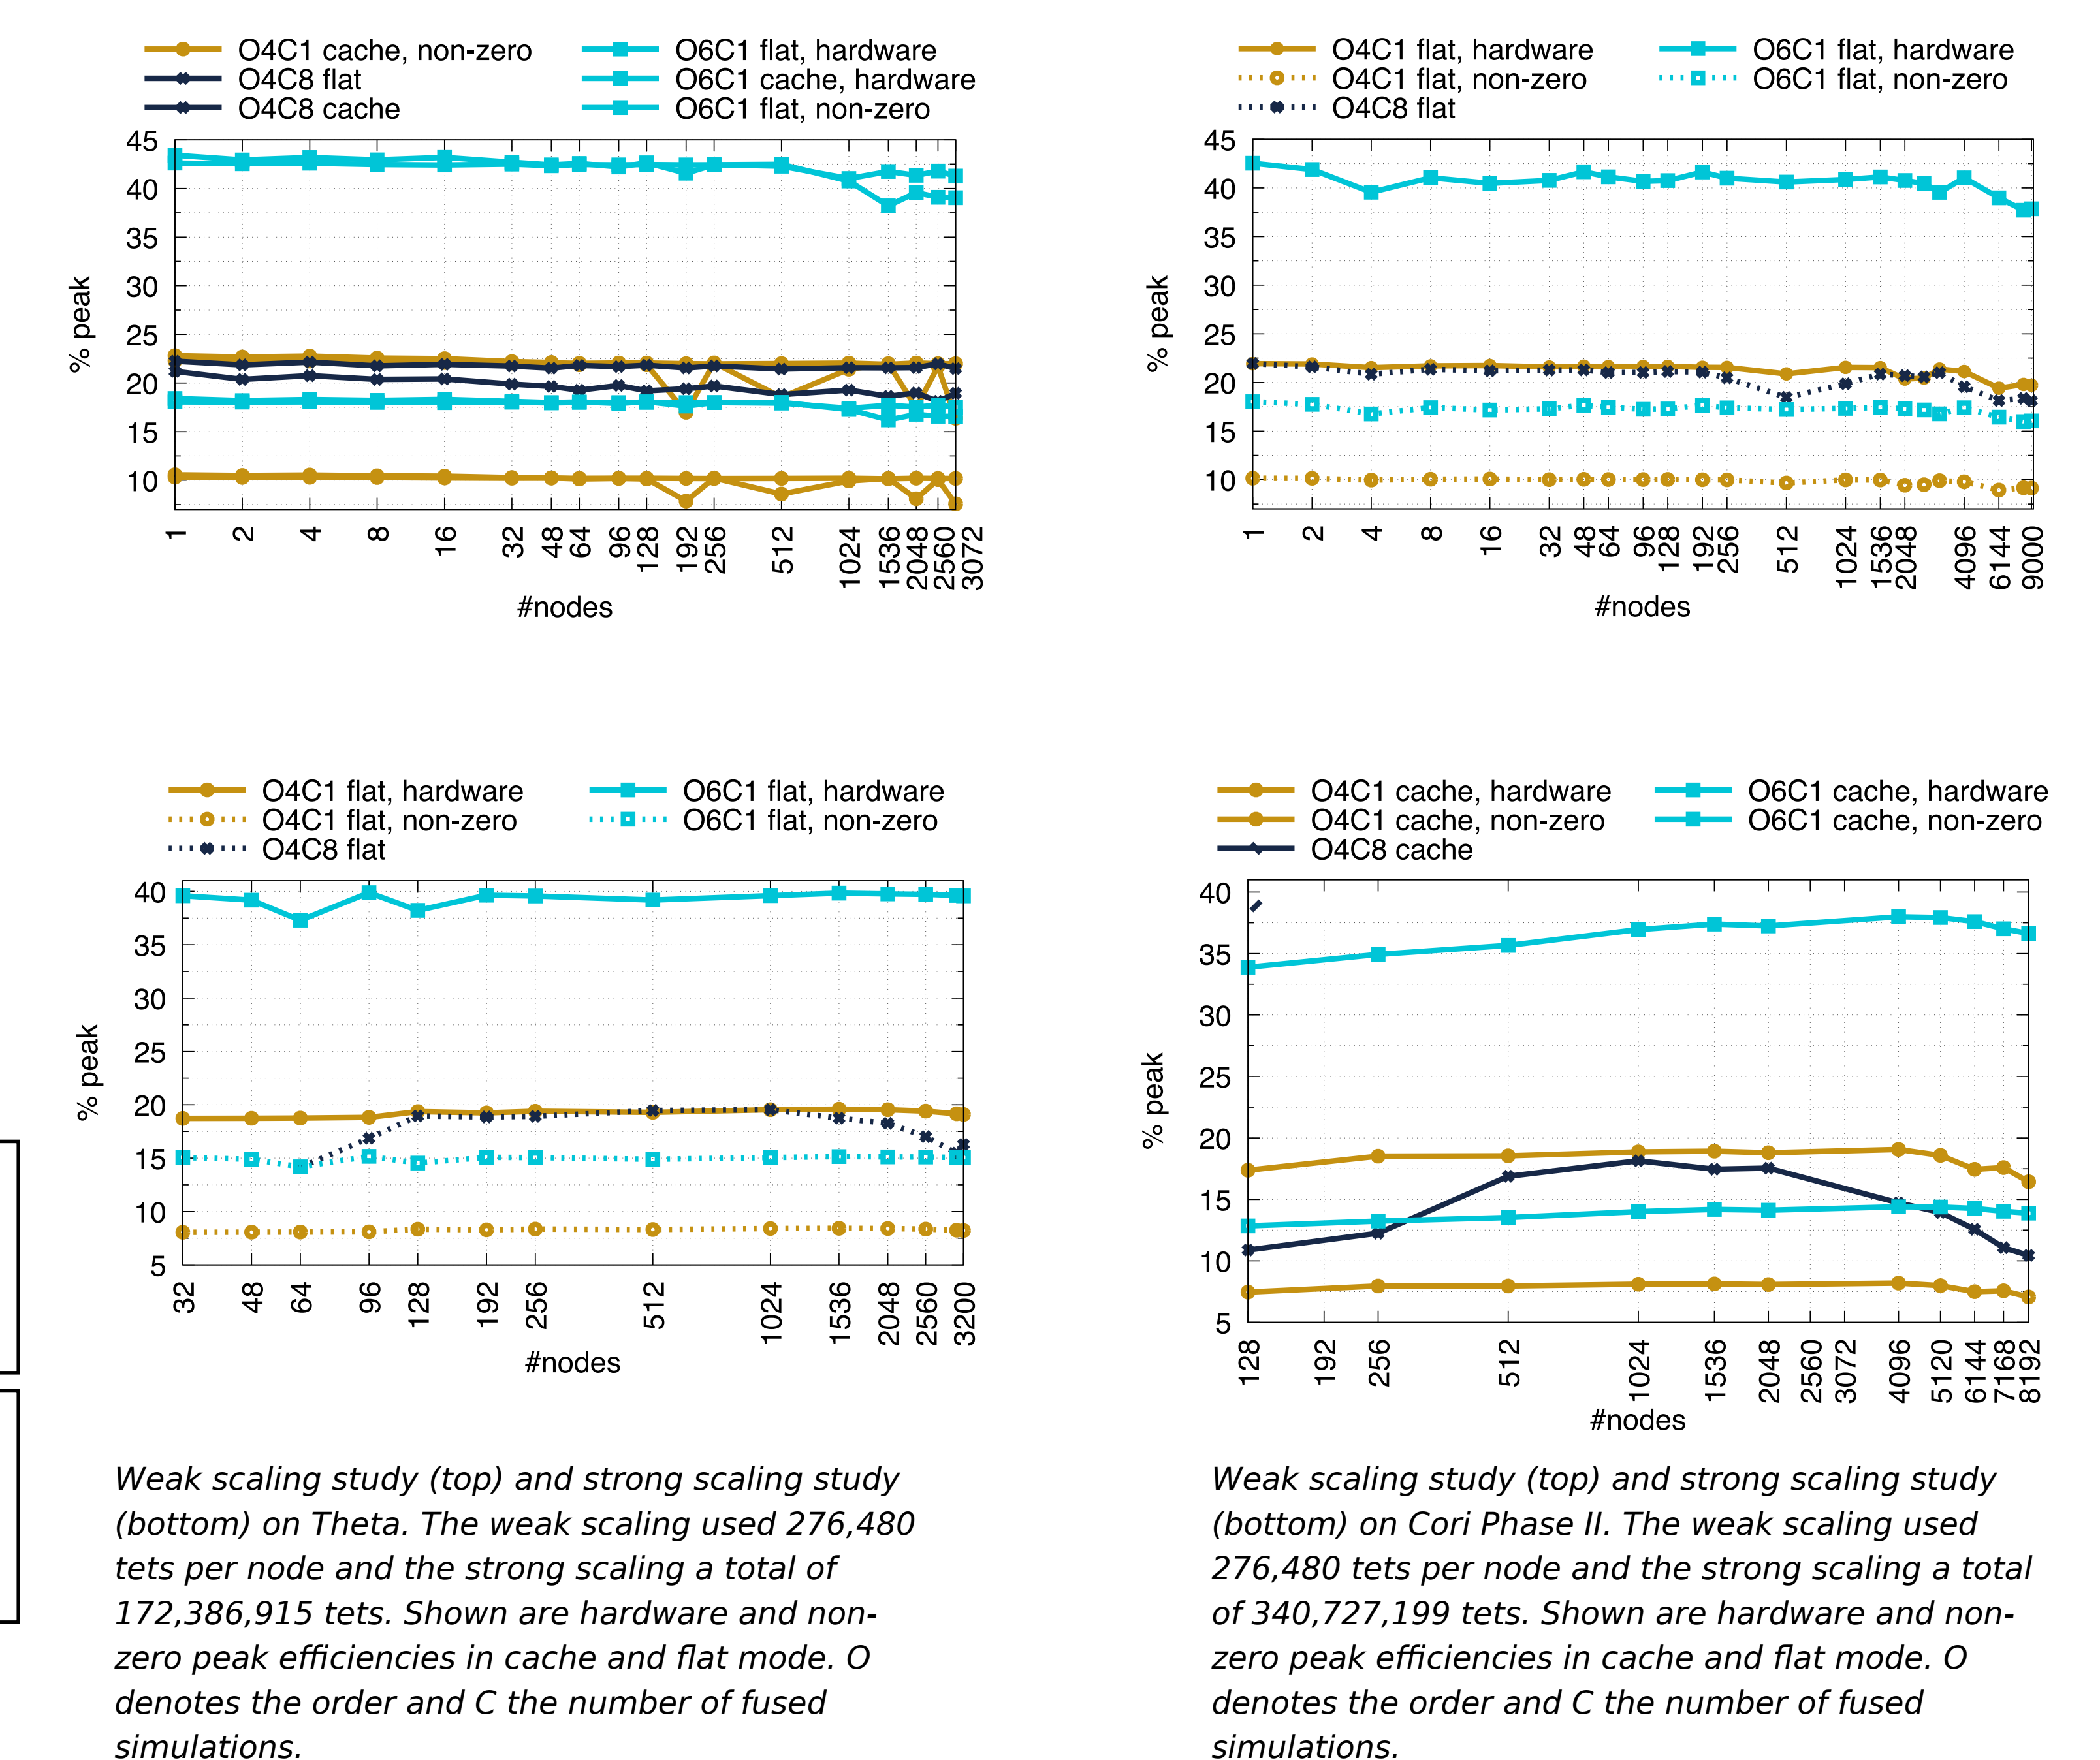 O4C1 cache, non-zero
O4C8 flat
O4C8 cache
O6C1 flat, hardware
O6C1 cache, hardware
O6C1 flat, non-zero
45
40
35
30
25
20
15
10
% peak
1 2 4 8 16 32 48 64 96 128 192 256 512 1024 1536 2048 2560 3072
#nodes
O4C1 flat, hardware
O4C1 flat, non-zero
O4C8 flat
O6C1 flat, hardware
O6C1 flat, non-zero
45
40
35
30
25
20
15
10
% peak
1 2 4 8 16 32 48 64 96 128 192 256 512 1024 1536 2048 4096 6144 9000
#nodes
O4C1 flat, hardware
O4C1 flat, non-zero
O4C8 flat
O6C1 flat, hardware
O6C1 flat, non-zero
40
35
30
25
20
15
10
5
% peak
32 48 64 96 128 192 256 512 1024 1536 2048 2560 3200
#nodes
O4C1 cache, hardware
O4C1 cache, non-zero
O4C8 cache
O6C1 cache, hardware
O6C1 cache, non-zero
40
35
30
25
20
15
10
5
% peak
128 192 256 512 1024 1536 2048 2560 3072 4096 5120 6144 7168 8192
#nodes
Weak scaling study (top) and strong scaling study
(bottom) on Theta. The weak scaling used 276,480
tets per node and the strong scaling a total of
172,386,915 tets. Shown are hardware and non-
zero peak efficiencies in cache and flat mode. O
denotes the order and C the number of fused
simulations.
Weak scaling study (top) and strong scaling study
(bottom) on Cori Phase II. The weak scaling used
276,480 tets per node and the strong scaling a total
of 340,727,199 tets. Shown are hardware and non-
zero peak efficiencies in cache and flat mode. O
denotes the order and C the number of fused
simulations.